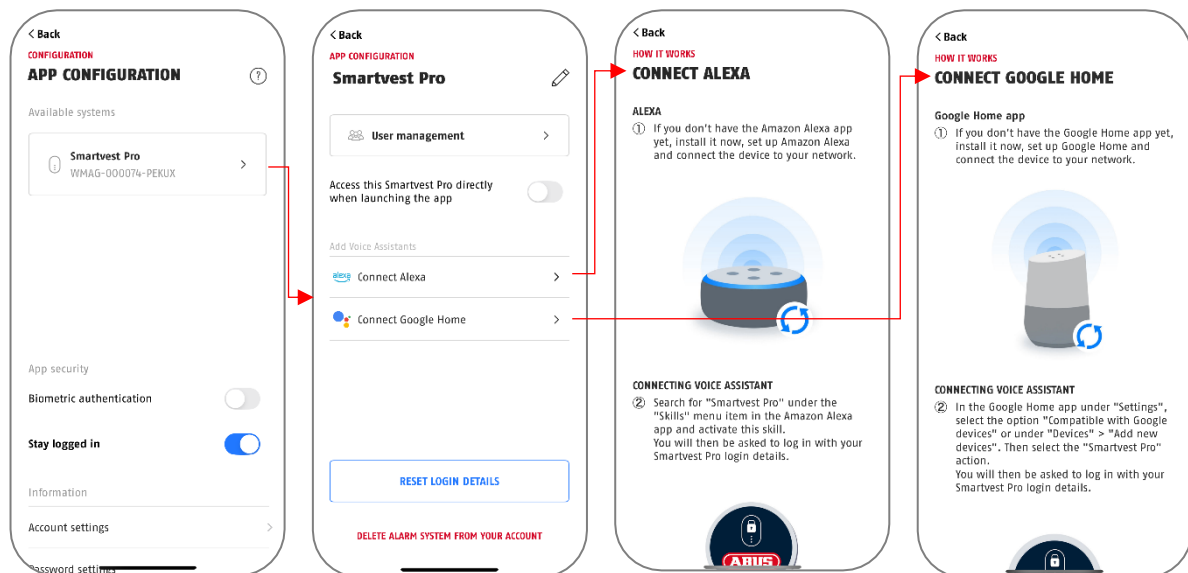 < Back
CONFIGURATION
APP CONFIGURATION
?
Available systems
Smartvest Pro
WMAG-000074-PEKUX
>
App security
Biometric authentication
Stay logged in
Information
Account settings
>
Password settings
< Back
APP CONFIGURATION
Smartvest Pro
User management
>
Access this Smartvest Pro directly
when launching the app
Add Voice Assistants
alexa Connect Alexa >
Connect Google Home >
RESET LOGIN DETAILS
DELETE ALARM SYSTEM FROM YOUR ACCOUNT
< Back
HOW IT WORKS
CONNECT ALEXA
ALEXA
① If you don't have the Amazon Alexa app
yet, install it now, set up Amazon Alexa
and connect the device to your network.
CONNECTING VOICE ASSISTANT
② Search for "Smartvest Pro" under the
"Skills" menu item in the Amazon Alexa
app and activate this skill.
You will then be asked to log in with your
Smartvest Pro login details.
ABUS
< Back
HOW IT WORKS
CONNECT GOOGLE HOME
Google Home app
① If you don't have the Google Home app yet,
install it now, set up Google Home and
connect the device to your network.
CONNECTING VOICE ASSISTANT
② In the Google Home app under "Settings",
select the option "Compatible with Google
devices" or under "Devices" > "Add new
devices". Then select the "Smartvest Pro"
action.
You will then be asked to log in with your
Smartvest Pro login details.